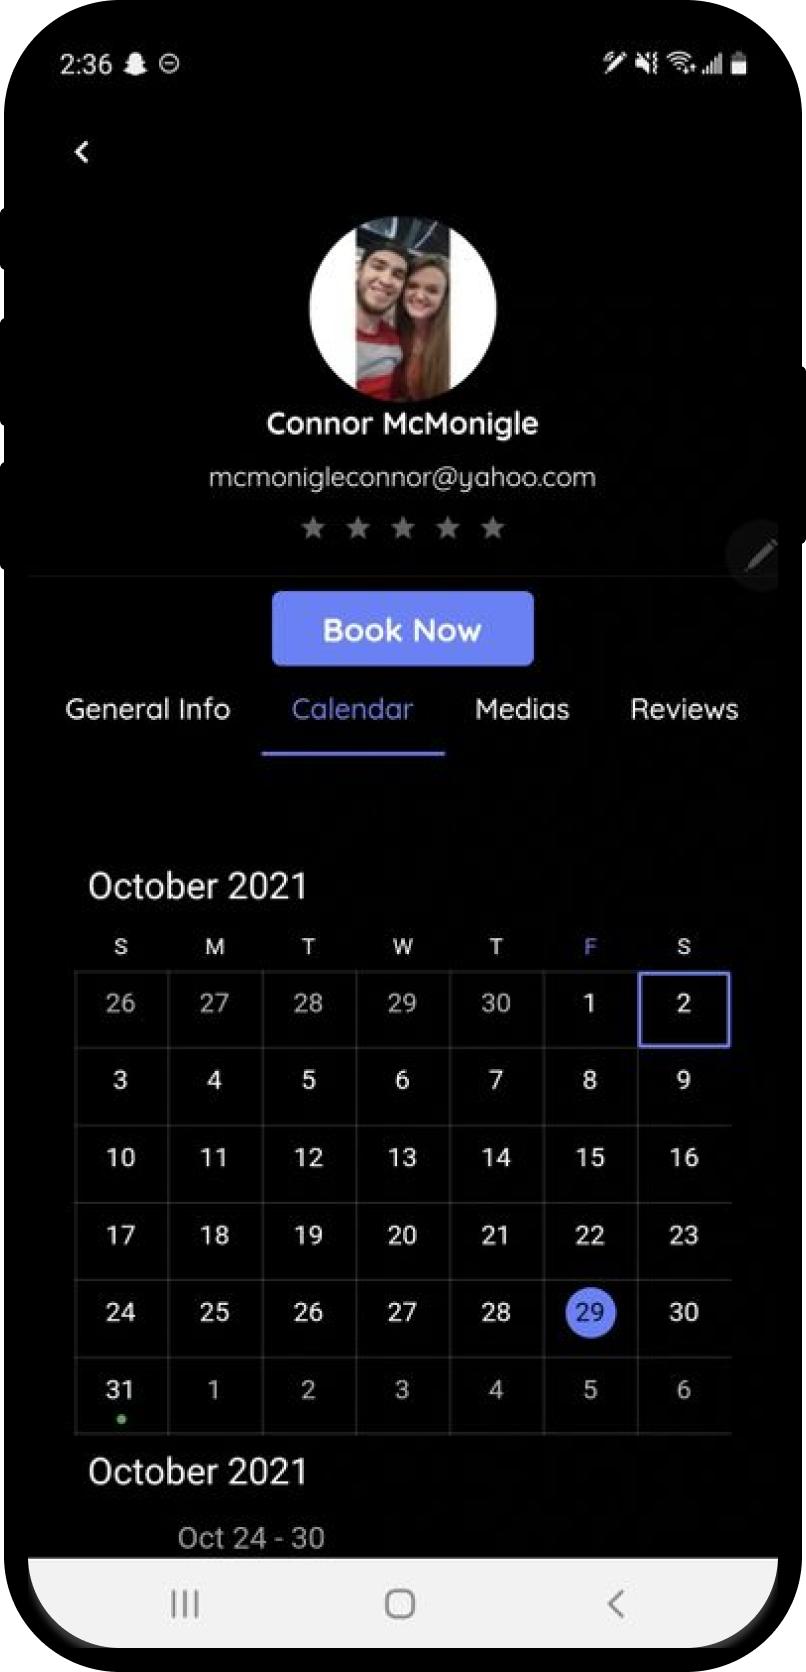 2:36
Connor McMonigle
mcmonigleconnor@yahoo.com
Book Now
General Info Calendar Medias Reviews
October 2021
S M T W T F S
26 27 28 29 30 1 2
3 4 5 6 7 8 9
10 11 12 13 14 15 16
17 18 19 20 21 22 23
24 25 26 27 28 29 30
31 1 2 3 4 5 6
October 2021
Oct 24 - 30